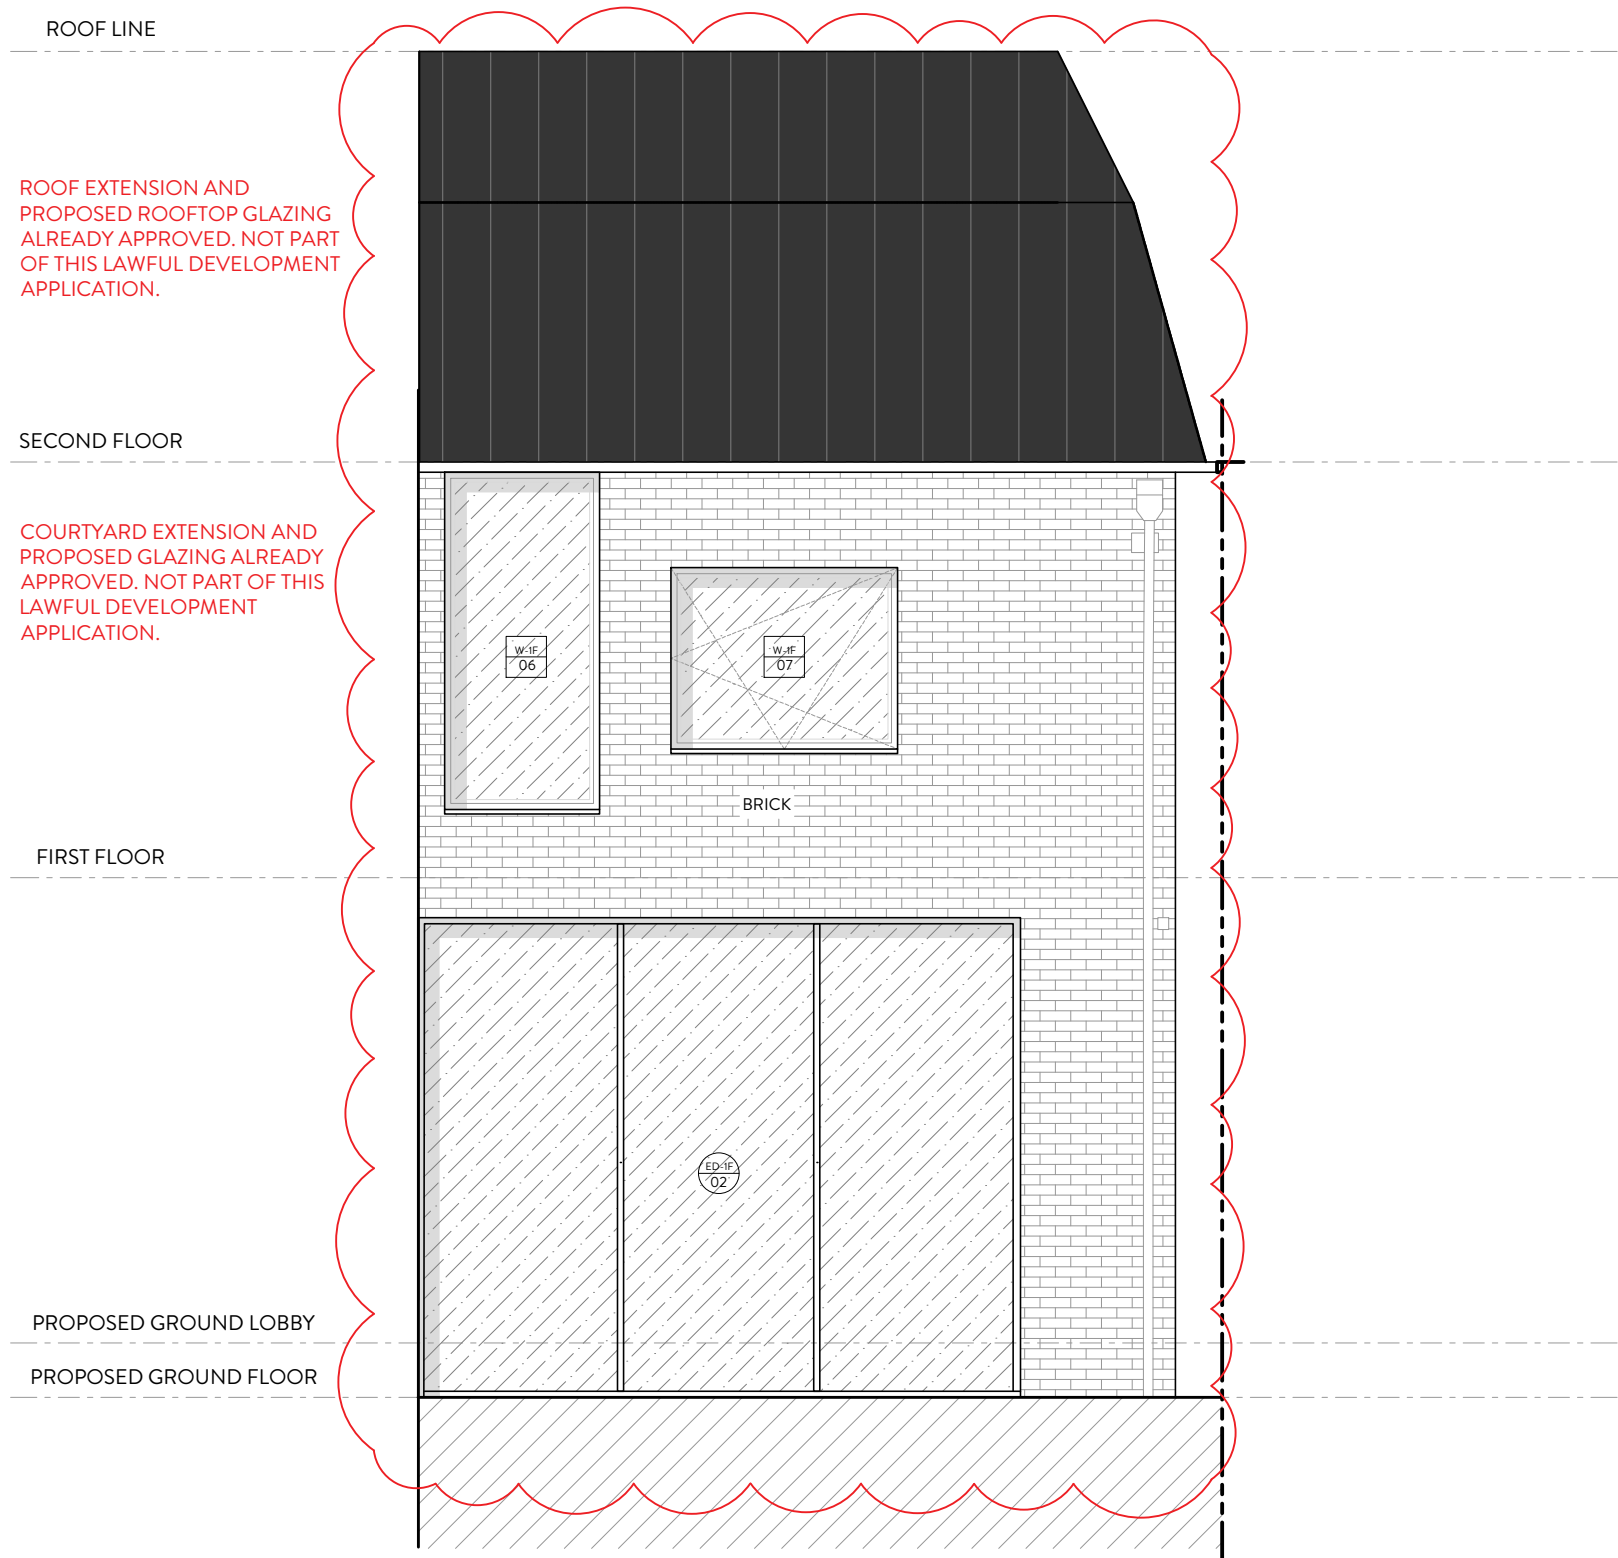 ROOF LINE
ROOF EXTENSION AND
PROPOSED ROOFTOP GLAZING
ALREADY APPROVED. NOT PART
OF THIS LAWFUL DEVELOPMENT
APPLICATION.
SECOND FLOOR
COURTYARD EXTENSION AND
PROPOSED GLAZING ALREADY
APPROVED. NOT PART OF THIS
LAWFUL DEVELOPMENT
APPLICATION.
W-1F
06
W-1F
07
BRICK
FIRST FLOOR
ED-1F
02
PROPOSED GROUND LOBBY
PROPOSED GROUND FLOOR